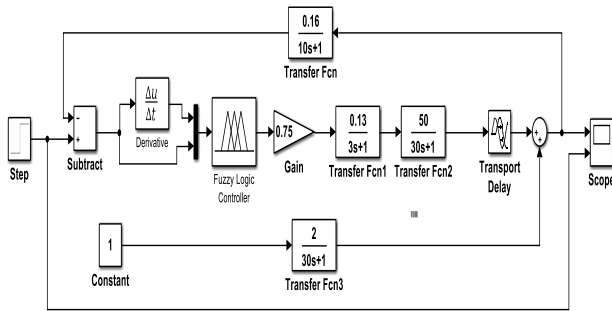 0.16
10s+1
Transfer Fcn
−
+
Subtract
Step
Δu
Δt
Derivative
Fuzzy Logic
Controller
0.75
Gain
0.13
3s+1
Transfer Fcn1
50
30s+1
Transfer Fcn2
Transport
Delay
+
+
Scope
1
Constant
2
30s+1
Transfer Fcn3